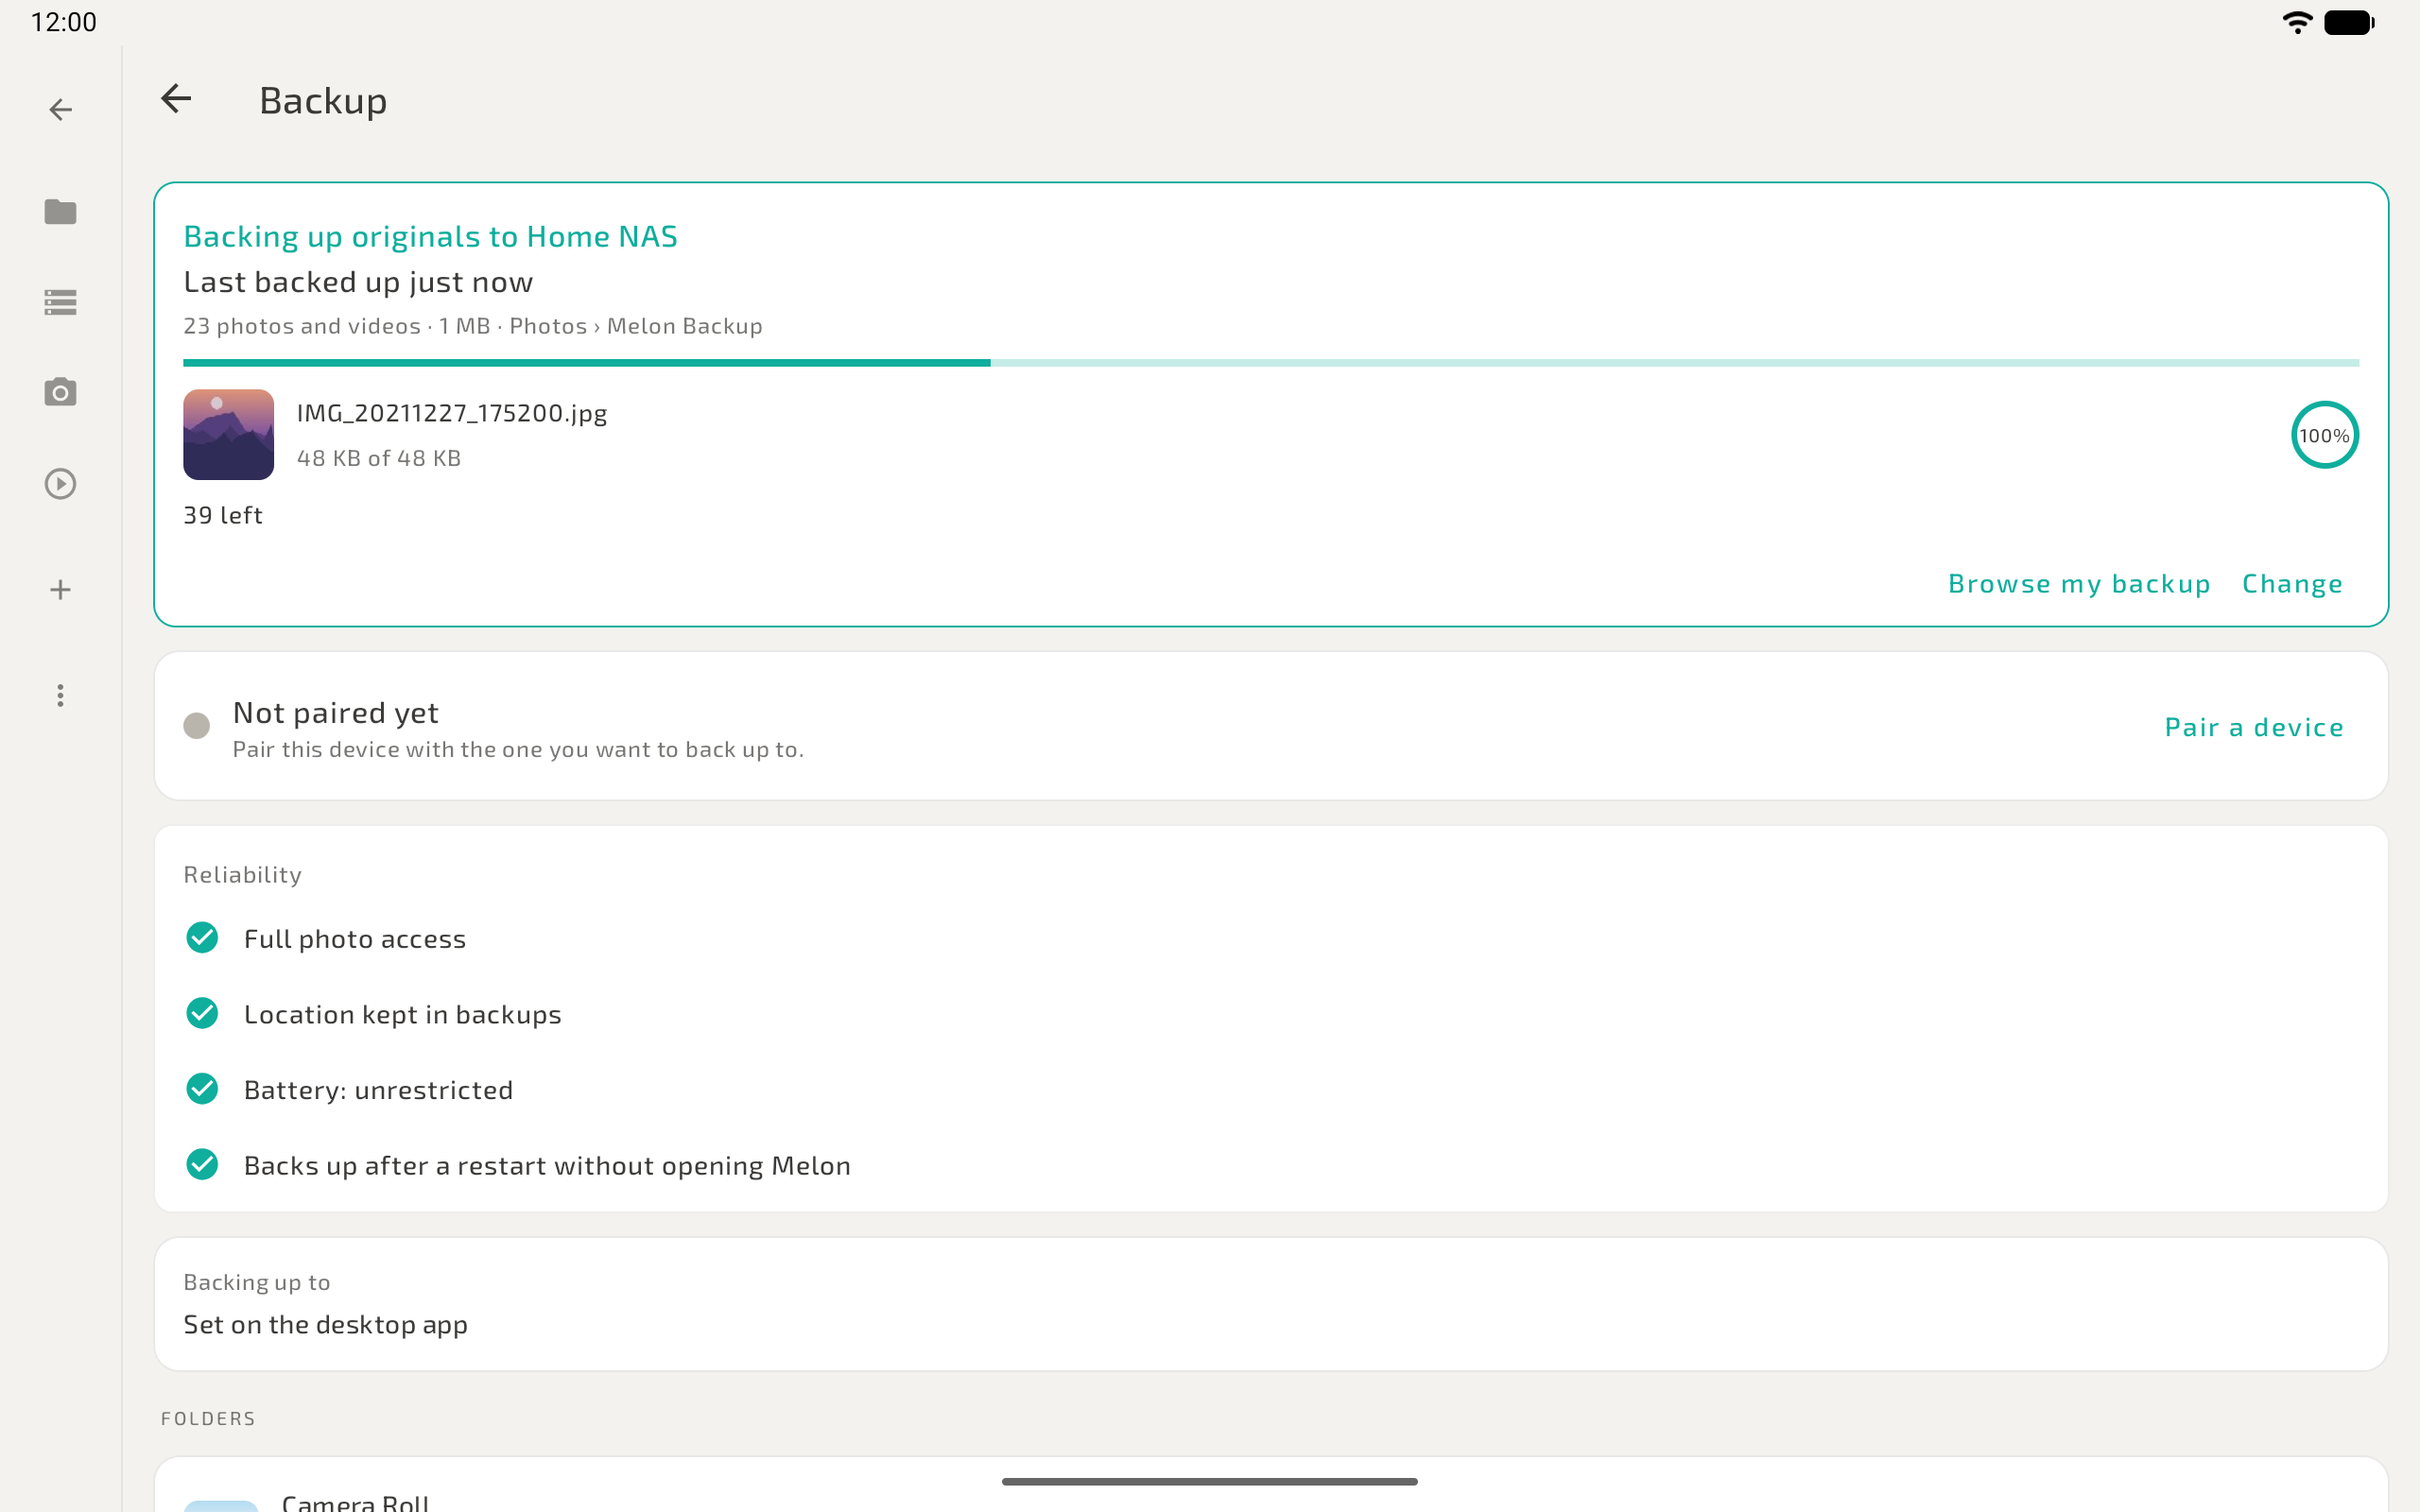 12:00
Backup
Backing up originals to Home NAS
Last backed up just now
23 photos and videos · 1 MB · Photos › Melon Backup
IMG_20211227_175200.jpg
100%
48 KB of 48 KB
39 left
Browse my backup Change
Not paired yet
Pair a device
Pair this device with the one you want to back up to.
Reliability
Full photo access
Location kept in backups
Battery: unrestricted
Backs up after a restart without opening Melon
Backing up to
Set on the desktop app
FOLDERS
Camera Roll